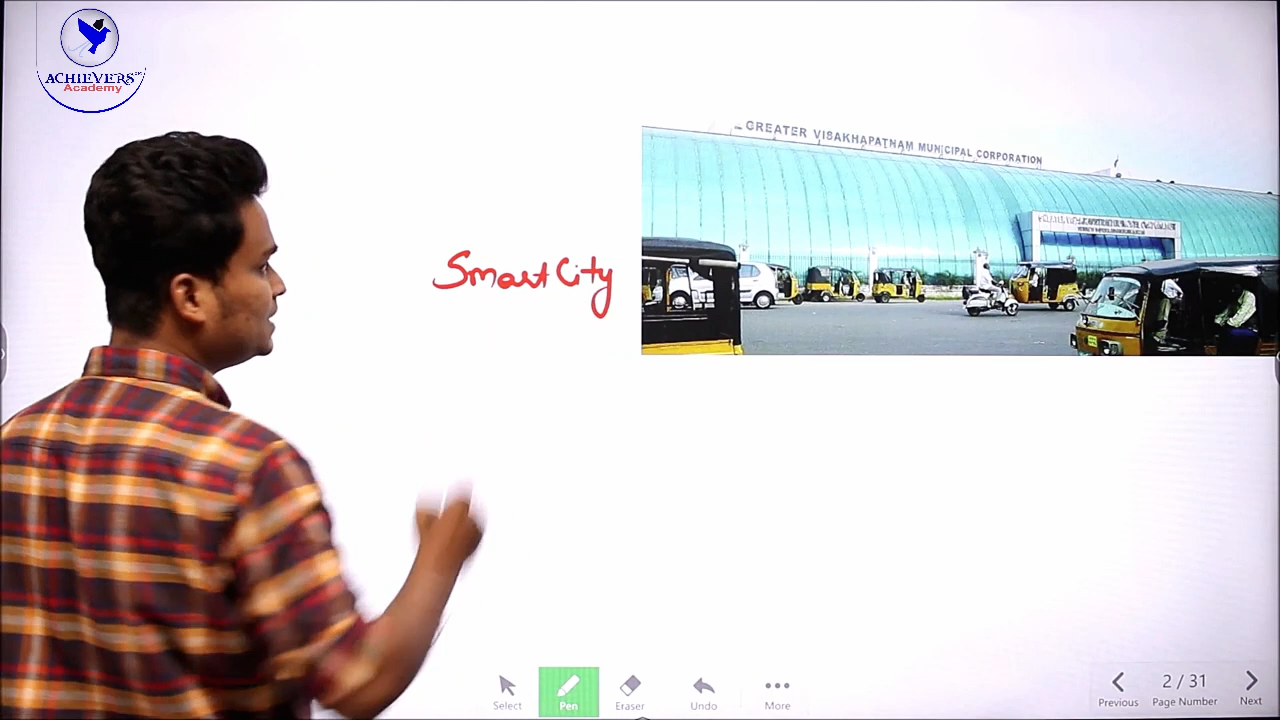 ACHIEVERS
Academy
GREATER VISAKHAPATNAM MUNICIPAL CORPORATION
Smart City
Select
Pen
Eraser
Undo
More
Previous
2 / 31
Page Number
Next